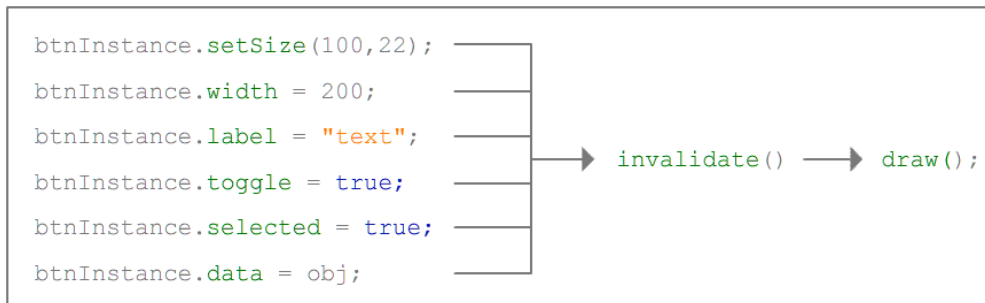 btnInstance.setSize(100,22);
btnInstance.width = 200;
btnInstance.label = "text";
btnInstance.toggle = true;
btnInstance.selected = true;
btnInstance.data = obj;
invalidate()
draw();